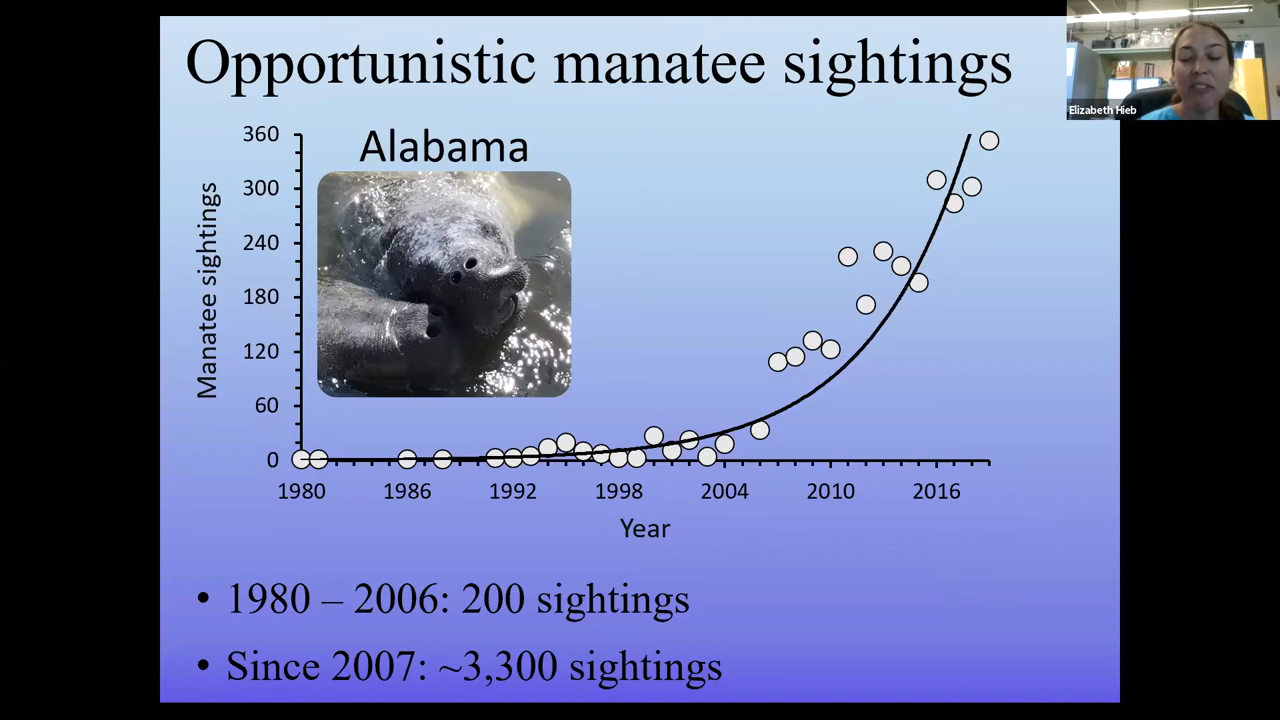 Opportunistic manatee sightings
Elizabeth Hieb
Alabama
Manatee sightings
360
300
240
180
120
60
0
1980 1986 1992 1998 2004 2010 2016
Year
• 1980 – 2006: 200 sightings
• Since 2007: ~3,300 sightings